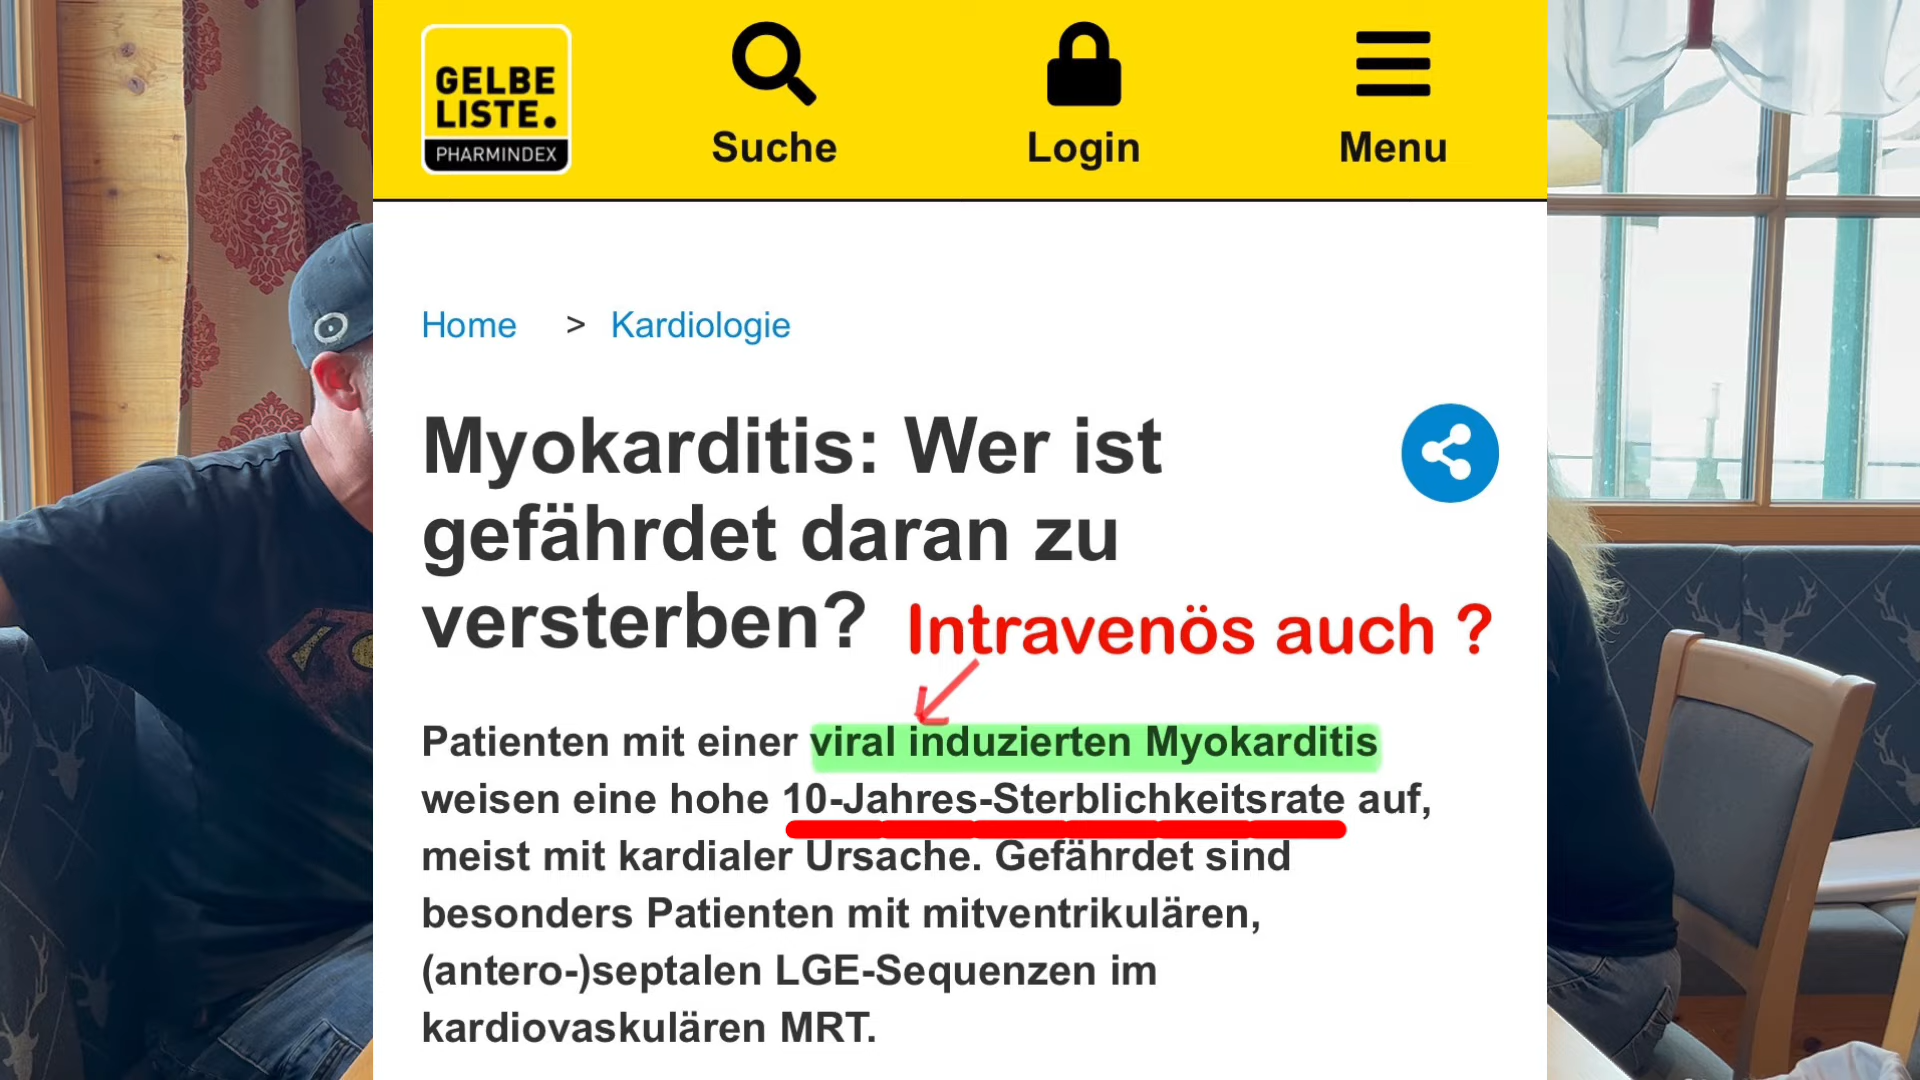 GELBE
LISTE.
PHARMINDEX
Suche
Login
Menu
Home > Kardiologie
Myokarditis: Wer ist
gefährdet daran zu
versterben?
Intravenös auch ?
Patienten mit einer viral induzierten Myokarditis
weisen eine hohe 10-Jahres-Sterblichkeitsrate auf,
meist mit kardialer Ursache. Gefährdet sind
besonders Patienten mit mitventrikulären,
(antero-)septalen LGE-Sequenzen im
kardiovaskulären MRT.